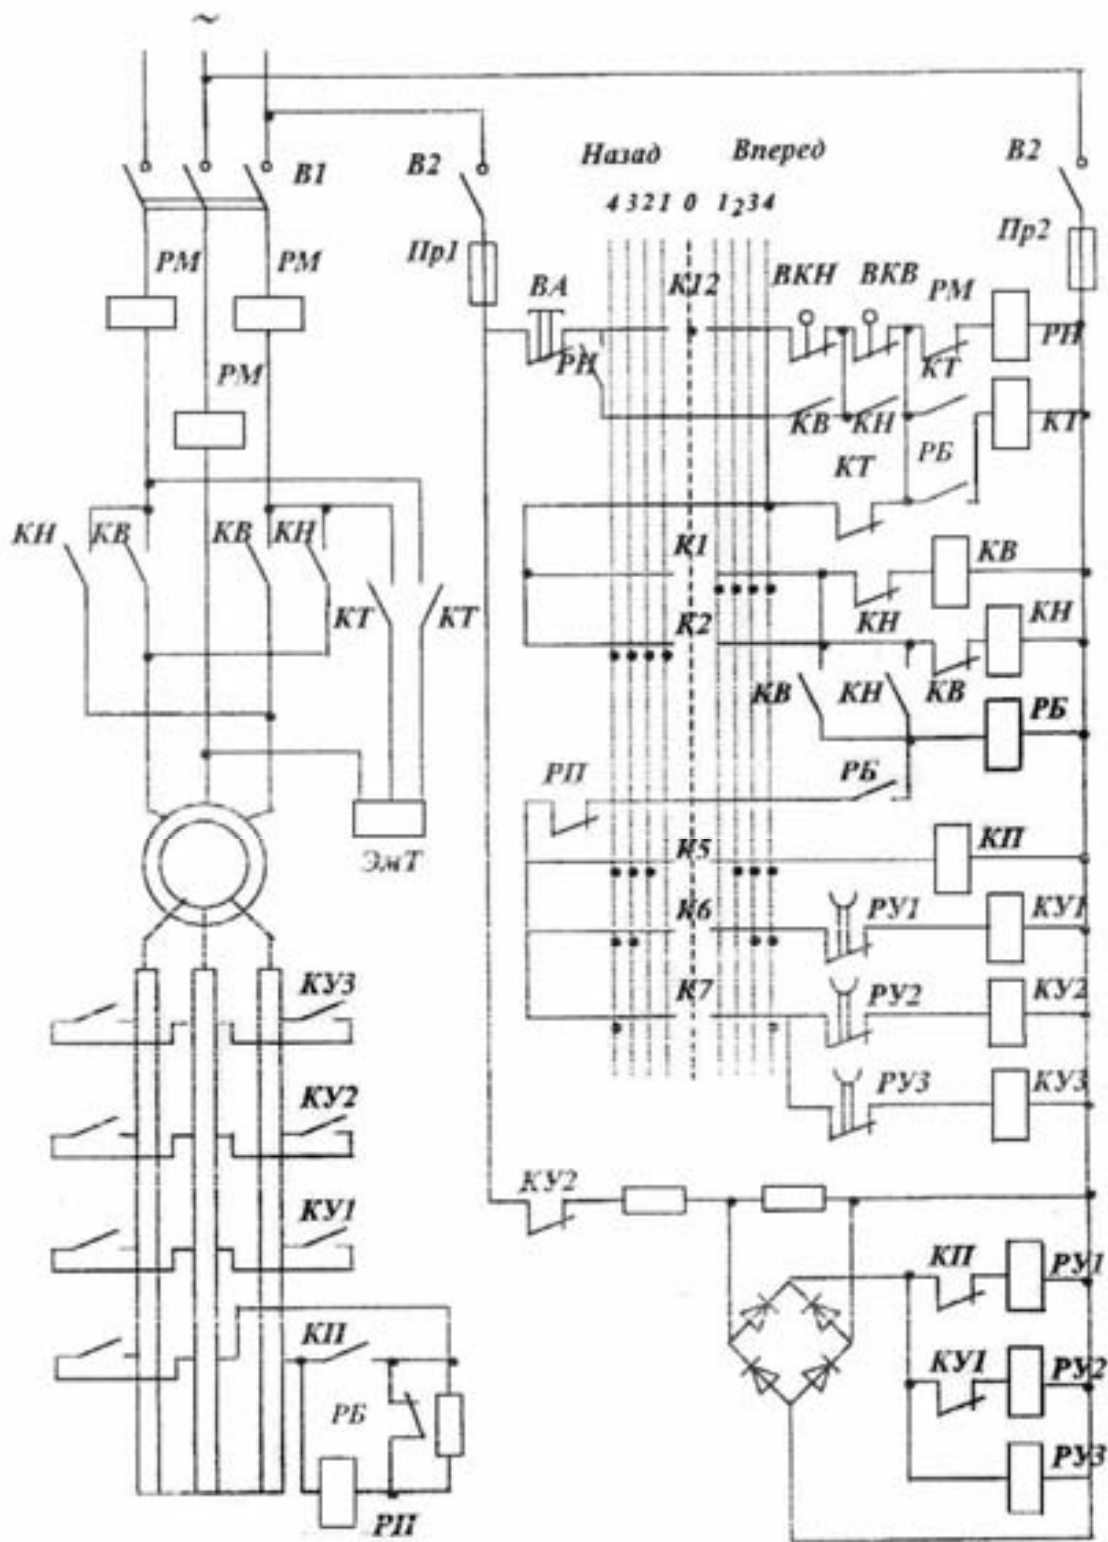 ~
В1
В2
Назад
Вперед
В2
4 3 2 1 0 1 2 3 4
РМ
РМ
Пр1
Пр2
ВА
К12
ВКН
ВКВ
РМ
РН
РН
РМ
КТ
КВ
КН
КТ
КТ
РБ
КН
КВ
КВ
КН
К1
КВ
КТ
КТ
К2
КН
КН
КВ
КН
КВ
РБ
РП
РБ
ЭмТ
К5
КП
К6
РУ1
КУ1
КУ3
К7
РУ2
КУ2
КУ2
РУ3
КУ3
КУ2
КУ1
КП
РУ1
КП
КУ1
РУ2
РБ
РУ3
РП